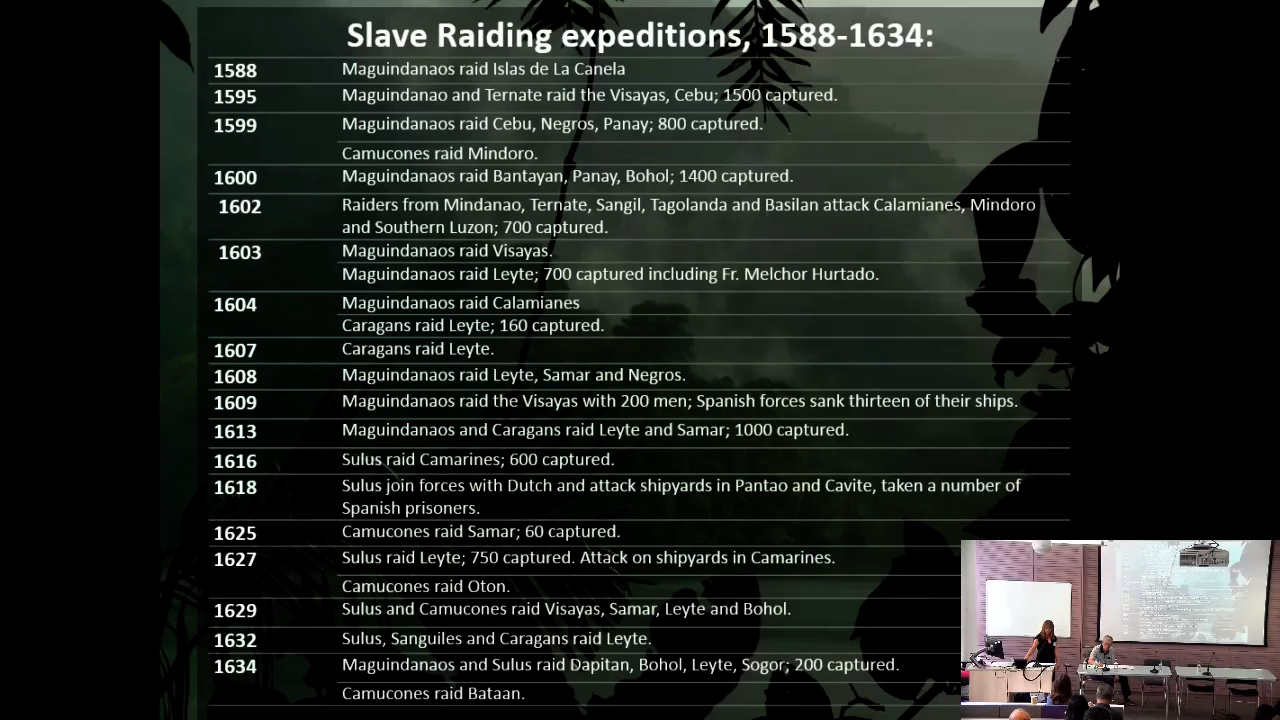 Slave Raiding expeditions, 1588-1634:
1588 Maguindanaos raid Islas de La Canela
1595 Maguindanao and Ternate raid the Visayas, Cebu; 1500 captured.
1599 Maguindanaos raid Cebu, Negros, Panay; 800 captured.
Camucones raid Mindoro.
1600 Maguindanaos raid Bantayan, Panay, Bohol; 1400 captured.
1602 Raiders from Mindanao, Ternate, Sangil, Tagolanda and Basilan attack Calamianes, Mindoro
and Southern Luzon; 700 captured.
1603 Maguindanaos raid Visayas.
Maguindanaos raid Leyte; 700 captured including Fr. Melchor Hurtado.
1604 Maguindanaos raid Calamianes
Caragans raid Leyte; 160 captured.
1607 Caragans raid Leyte.
1608 Maguindanaos raid Leyte, Samar and Negros.
1609 Maguindanaos raid the Visayas with 200 men; Spanish forces sank thirteen of their ships.
1613 Maguindanaos and Caragans raid Leyte and Samar; 1000 captured.
1616 Sulus raid Camarines; 600 captured.
1618 Sulus join forces with Dutch and attack shipyards in Pantao and Cavite, taken a number of
Spanish prisoners.
1625 Camucones raid Samar; 60 captured.
1627 Sulus raid Leyte; 750 captured. Attack on shipyards in Camarines.
Camucones raid Oton.
1629 Sulus and Camucones raid Visayas, Samar, Leyte and Bohol.
1632 Sulus, Sanguiles and Caragans raid Leyte.
1634 Maguindanaos and Sulus raid Dapitan, Bohol, Leyte, Sogor; 200 captured.
Camucones raid Bataan.